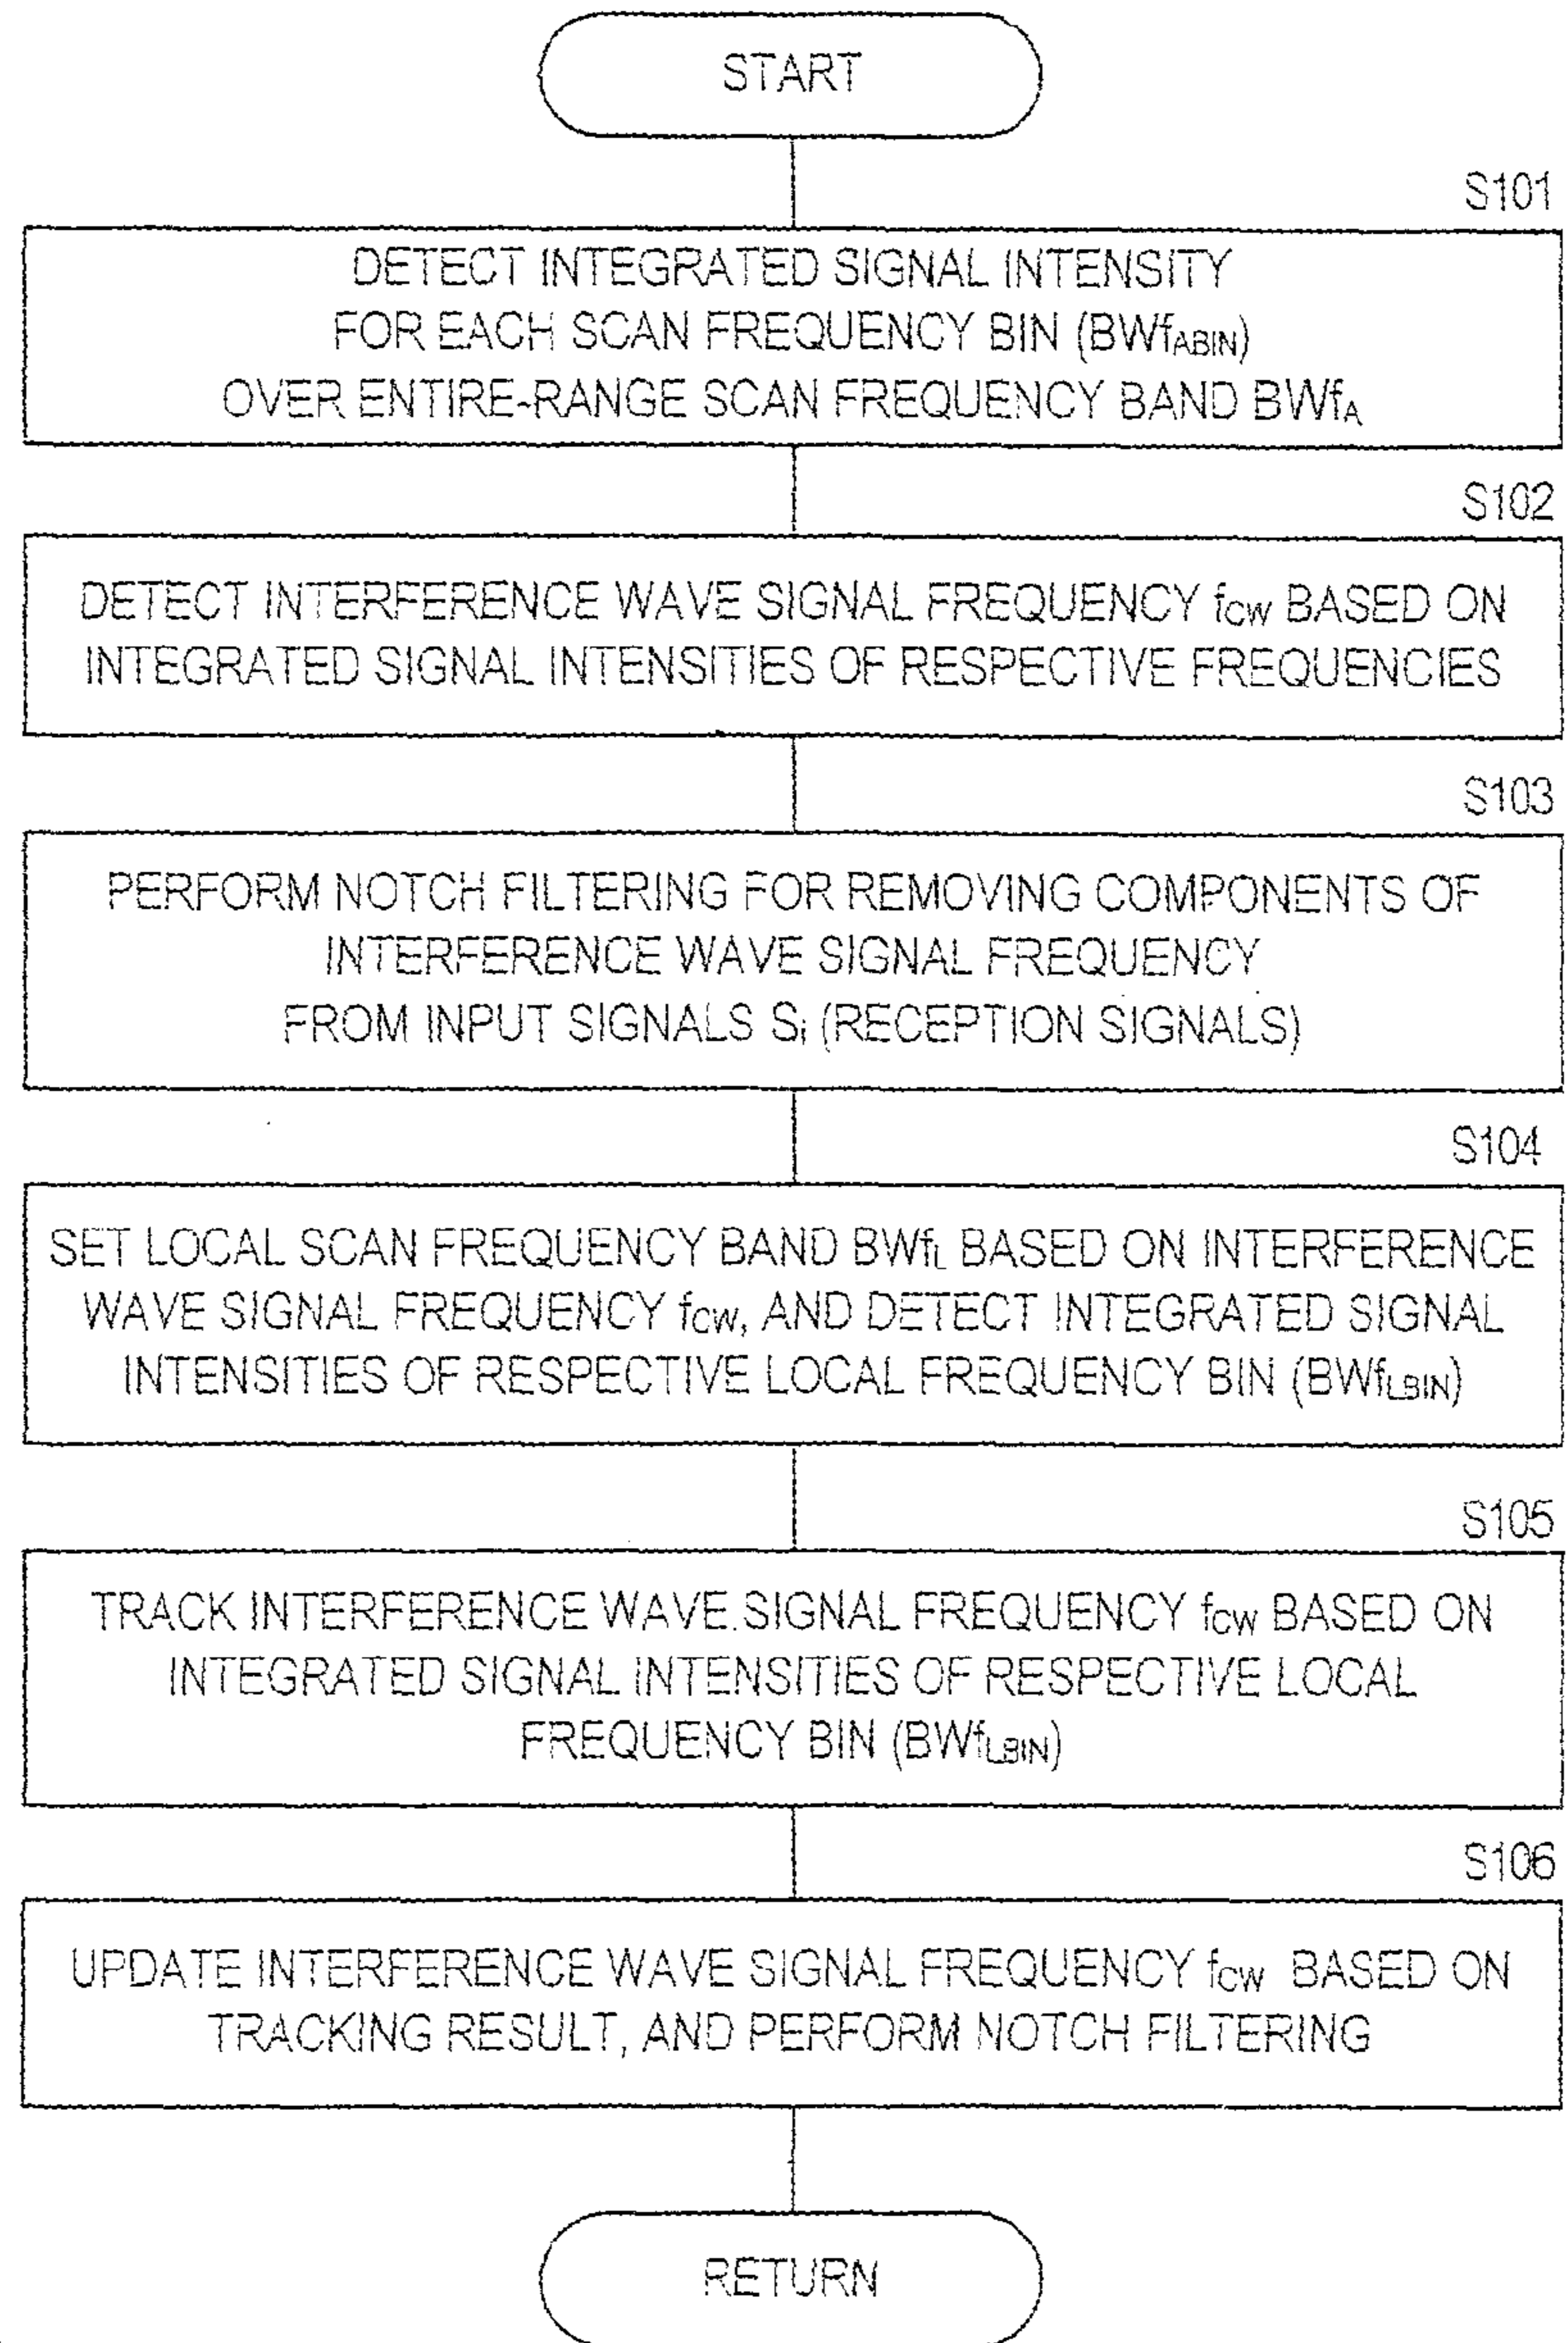 START
S101
DETECT INTEGRATED SIGNAL INTENSITY
FOR EACH SCAN FREQUENCY BIN (BWfABIN)
OVER ENTIRE-RANGE SCAN FREQUENCY BAND BWfA
S102
DETECT INTERFERENCE WAVE SIGNAL FREQUENCY fCW BASED ON
INTEGRATED SIGNAL INTENSITIES OF RESPECTIVE FREQUENCIES
S103
PERFORM NOTCH FILTERING FOR REMOVING COMPONENTS OF
INTERFERENCE WAVE SIGNAL FREQUENCY
FROM INPUT SIGNALS Si (RECEPTION SIGNALS)
S104
SET LOCAL SCAN FREQUENCY BAND BWfL BASED ON INTERFERENCE
WAVE SIGNAL FREQUENCY fCW, AND DETECT INTEGRATED SIGNAL
INTENSITIES OF RESPECTIVE LOCAL FREQUENCY BIN (BWfLBIN)
S105
TRACK INTERFERENCE WAVE SIGNAL FREQUENCY fCW BASED ON
INTEGRATED SIGNAL INTENSITIES OF RESPECTIVE LOCAL
FREQUENCY BIN (BWfLBIN)
S106
UPDATE INTERFERENCE WAVE SIGNAL FREQUENCY fCW BASED ON
TRACKING RESULT, AND PERFORM NOTCH FILTERING
RETURN